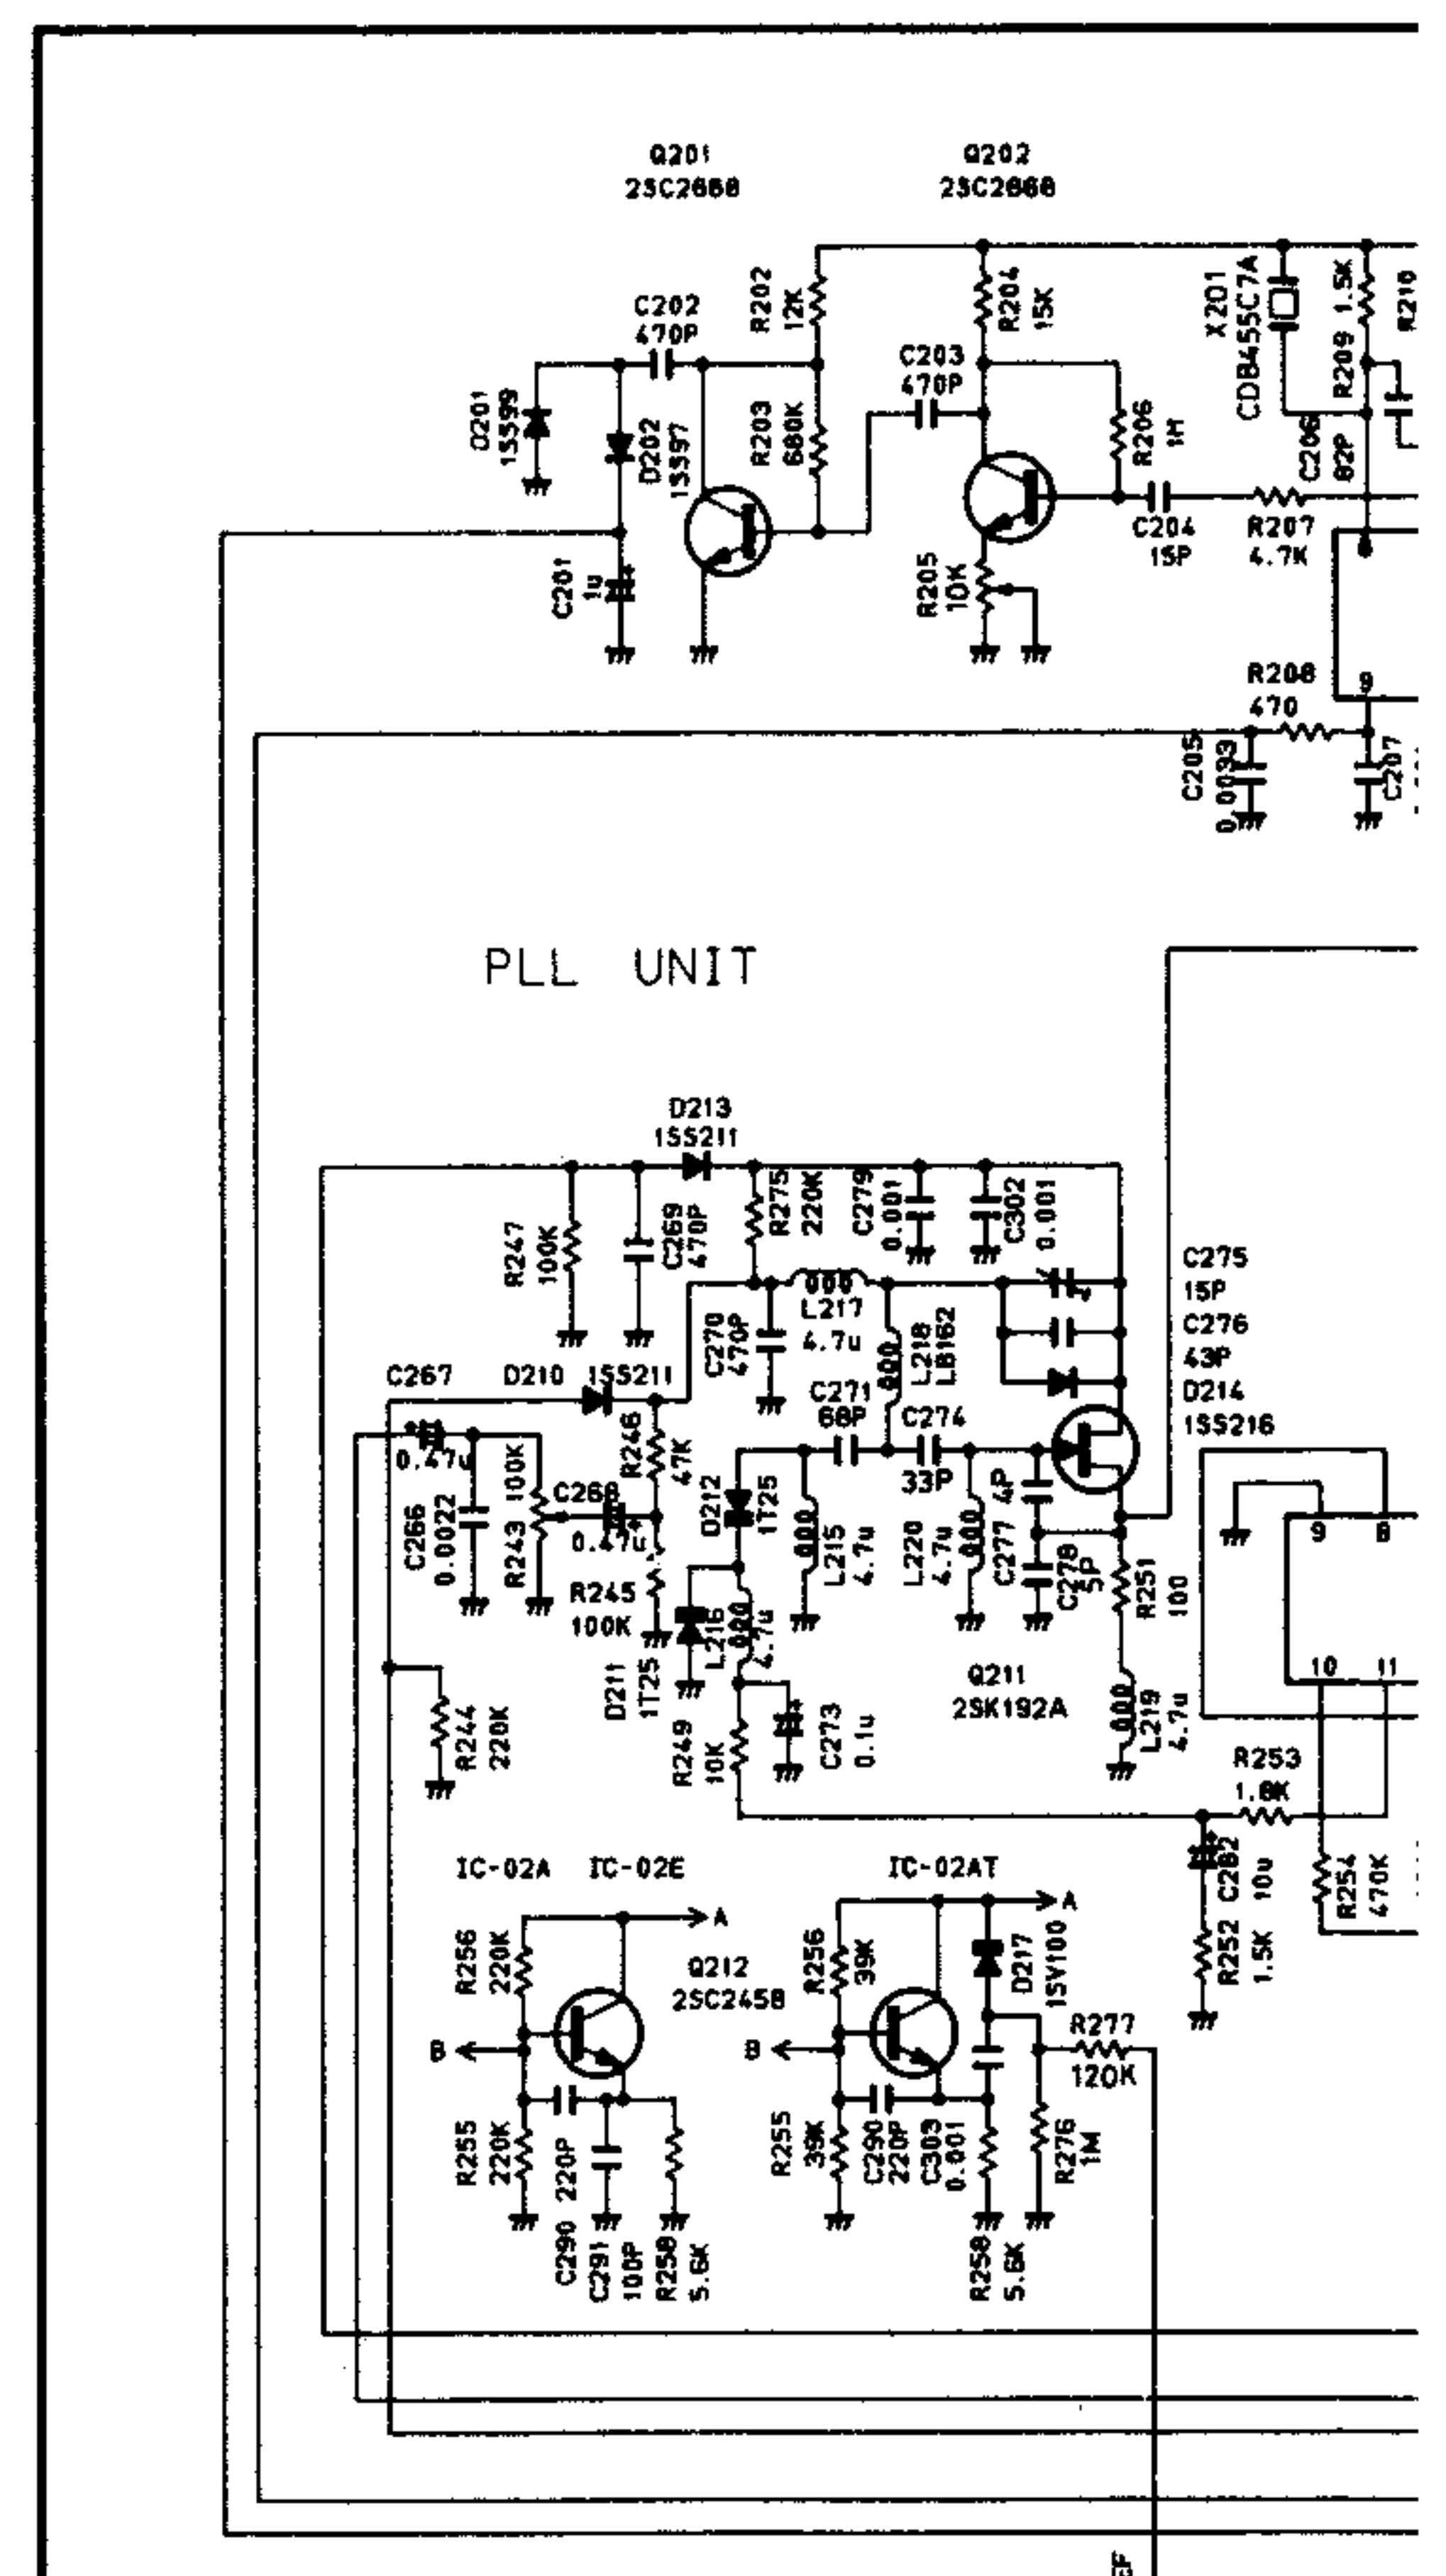 Q201
2SC2668
Q202
2SC2668
C202
470P
R202
12K
R204
15K
X201
CDB455C7A
R209 1.5K
R210
C203
470P
D201
1SS99
D202
1SS97
R203
680K
R206
1M
C206
82P
C204
15P
R207
4.7K
8
C201
1u
R205
10K
R208
470
9
C205
0.0033
C207
PLL UNIT
D213
1SS211
R247
100K
C269
470P
R275
220K
C279
0.001
C302
0.001
C275
15P
C276
43P
D214
1SS216
C270
470P
L217
4.7u
L218
LB162
C267
0.47u
D210 1SS211
C271
68P
C274
33P
R246
47K
C266
0.0022
R243 100K
C268
0.47u
D212
1T25
L215
4.7u
L220
4.7u
C277
4P
C278
5P
R251
100
9 8
R245
100K
L216
4.7u
D211
1T25
10 11
R244
220K
R249
10K
C273
0.1u
Q211
2SK192A
L219
4.7u
R253
1.8K
IC-02A IC-02E
IC-02AT
C282
10u
R254
470K
R252
1.5K
A
A
R256
220K
Q212
2SC2458
R256
39K
D217
1SV100
R277
120K
B
B
R255
220K
220P
C290
C291
100P
R258
5.6K
R255
39K
C290
220P
C303
0.001
R276
1M
R258
5.6K
EF